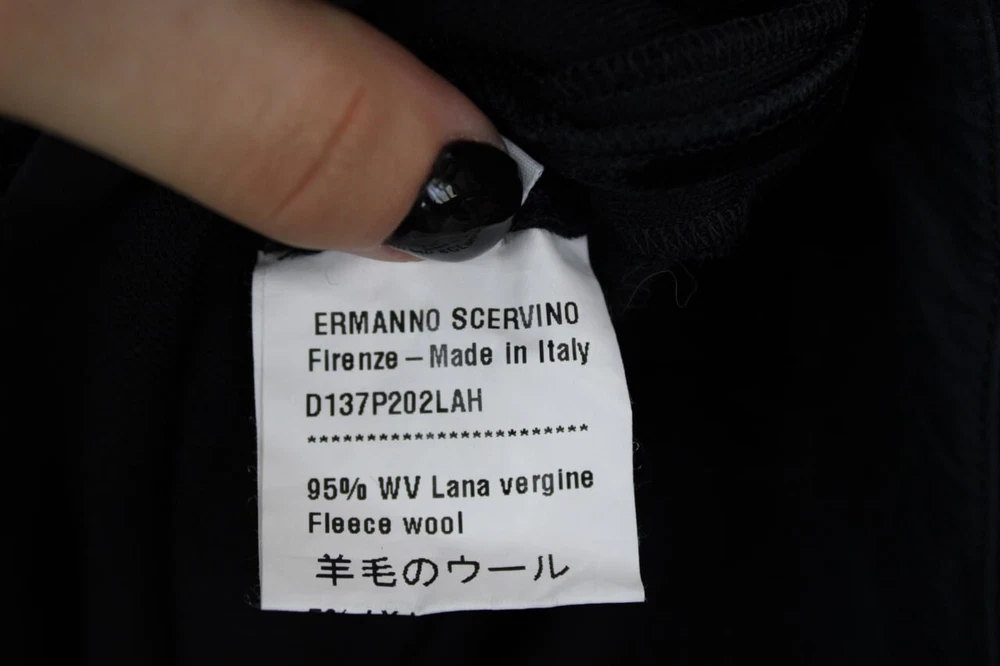 ERMANNO SCERVINO
Firenze – Made in Italy
D137P202LAH
************************
95% WV Lana vergine
Fleece wool
羊毛のウール